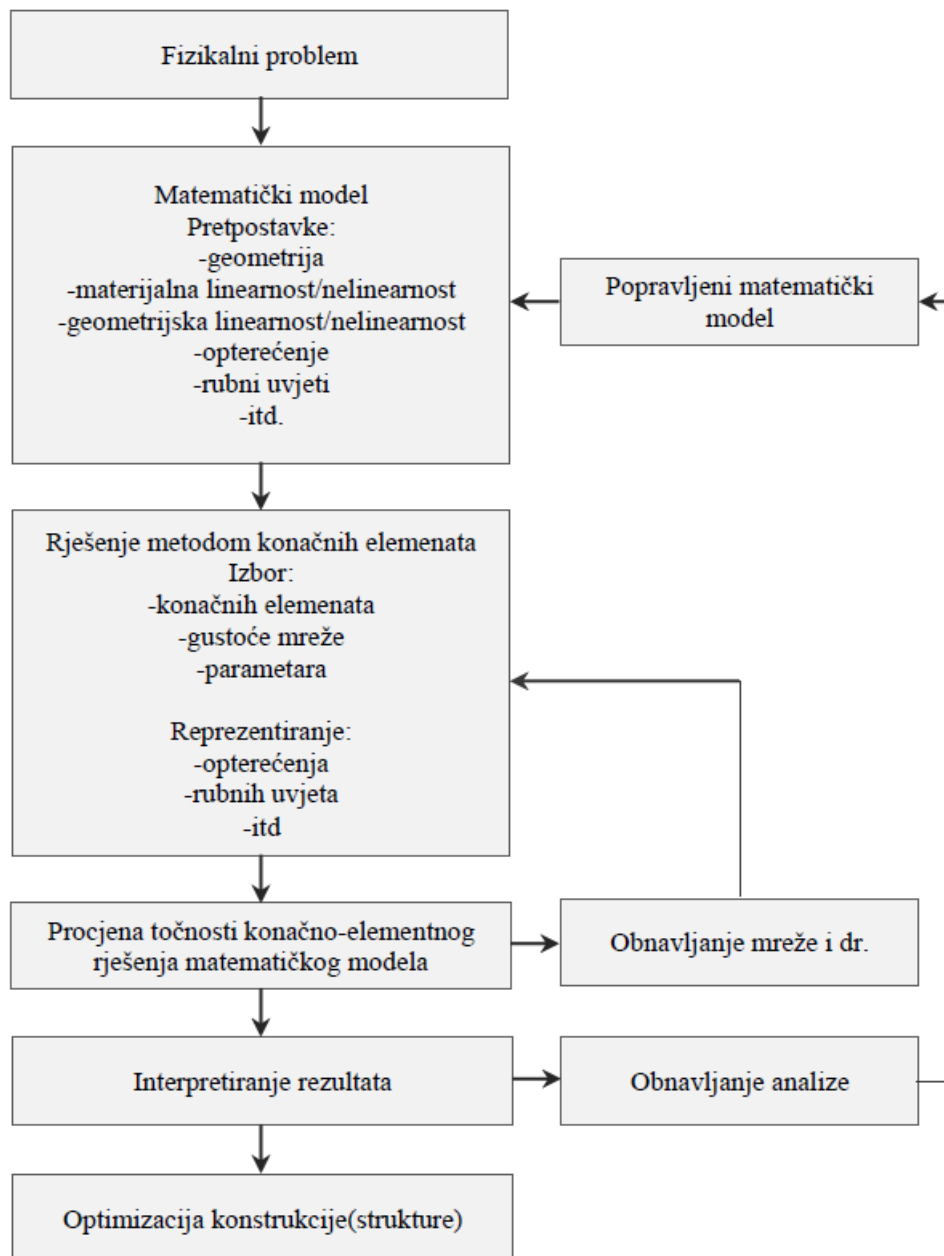 Fizikalni problem
Matematički model
Pretpostavke:
-geometrija
-materijalna linearnost/nelinearnost
-geometrijska linearnost/nelinearnost
-opterećenje
-rubni uvjeti
-itd.
Popravljeni matematički
model
Rješenje metodom konačnih elemenata
Izbor:
-konačnih elemenata
-gustoće mreže
-parametara
Reprezentiranje:
-opterećenja
-rubnih uvjeta
-itd
Procjena točnosti konačno-elementnog
rješenja matematičkog modela
Obnavljanje mreže i dr.
Interpretiranje rezultata
Obnavljanje analize
Optimizacija konstrukcije(strukture)